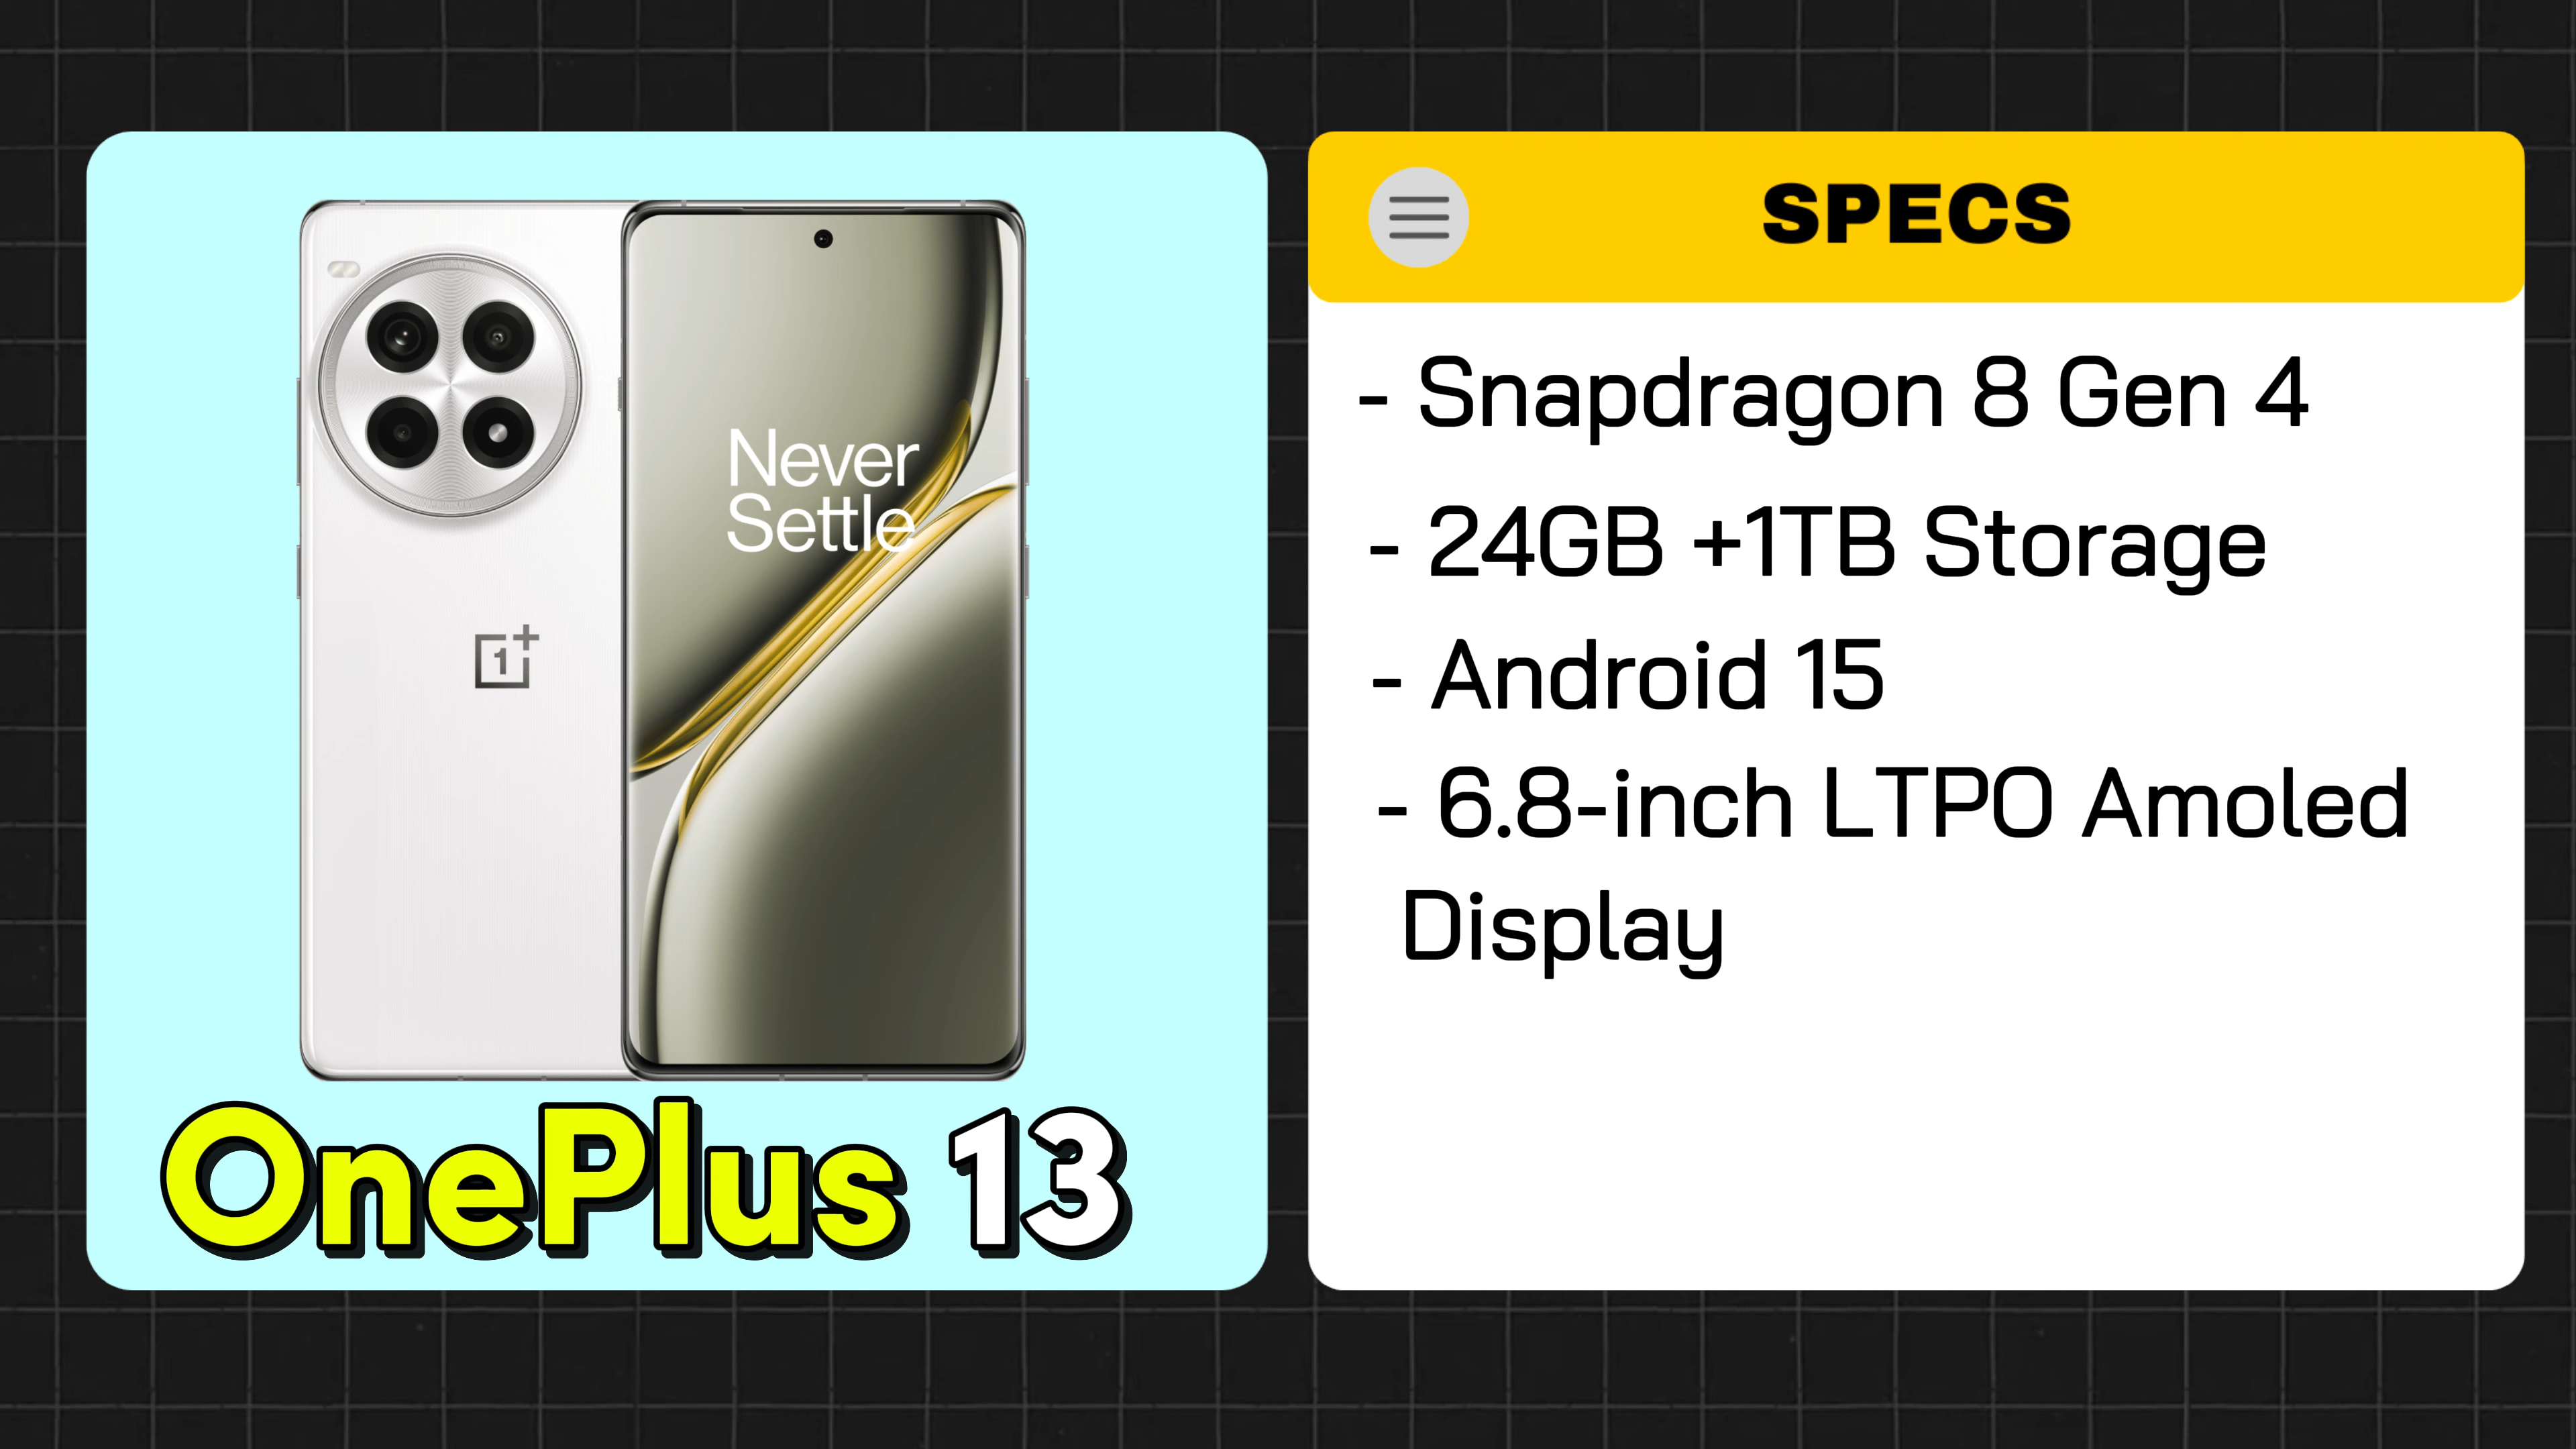 SPECS
- Snapdragon 8 Gen 4
- 24GB +1TB Storage
- Android 15
- 6.8-inch LTPO Amoled
Display
Never
Settle
1+
OnePlus 13